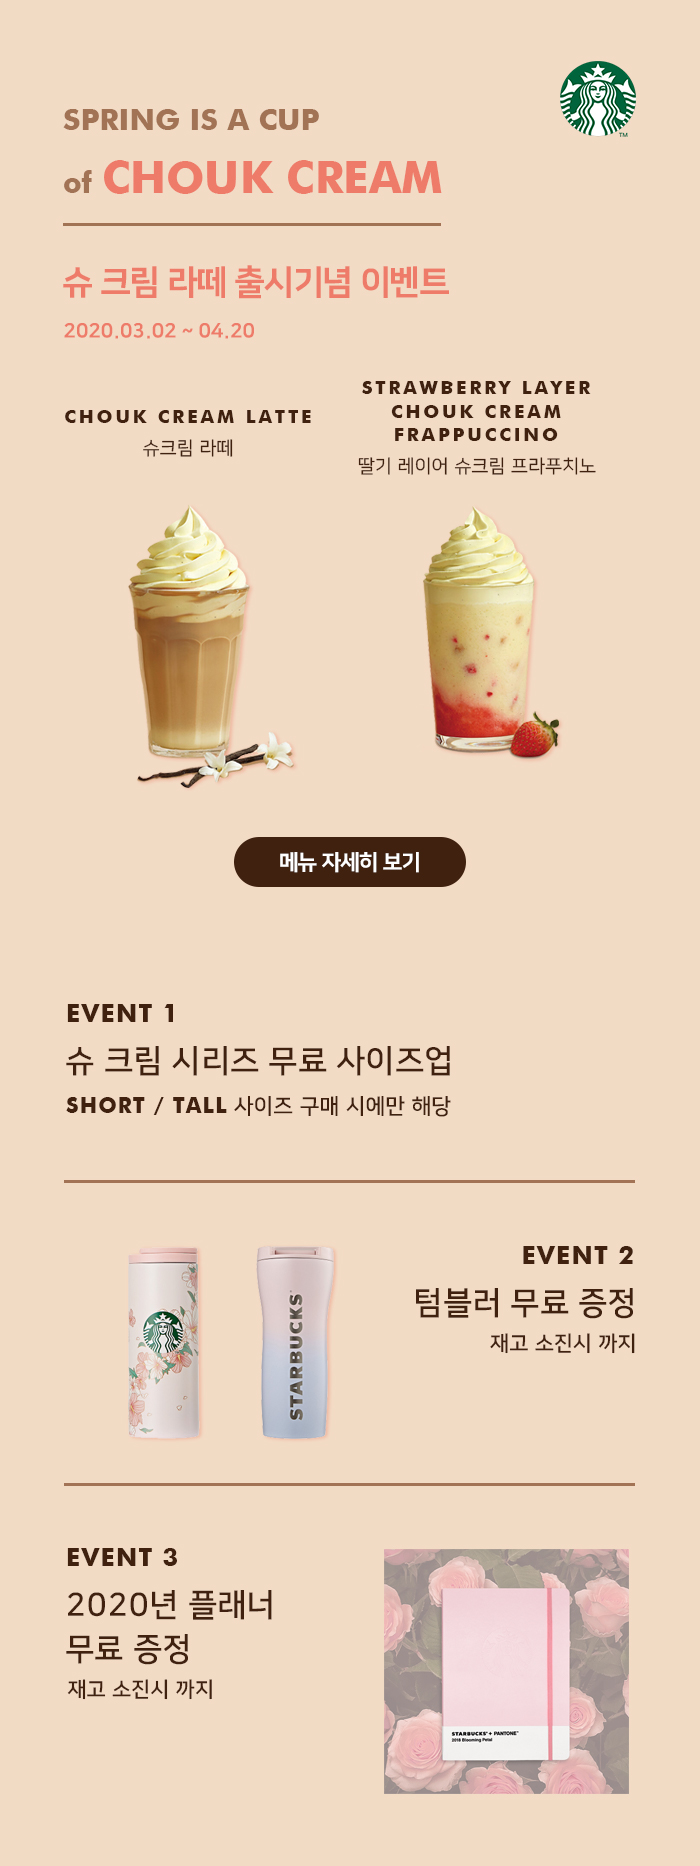 SPRING IS A CUP
of CHOUK CREAM
슈 크림 라떼 출시기념 이벤트
2020.03.02 ~ 04.20
CHOUK CREAM LATTE
슈크림 라떼
STRAWBERRY LAYER
CHOUK CREAM
FRAPPUCCINO
딸기 레이어 슈크림 프라푸치노
메뉴 자세히 보기
EVENT 1
슈 크림 시리즈 무료 사이즈업
SHORT / TALL 사이즈 구매 시에만 해당
STARBUCKS
EVENT 2
텀블러 무료 증정
재고 소진시 까지
EVENT 3
2020년 플래너
무료 증정
재고 소진시 까지
STARBUCKS® + PANTONE™
2018 Blooming Petal
TM